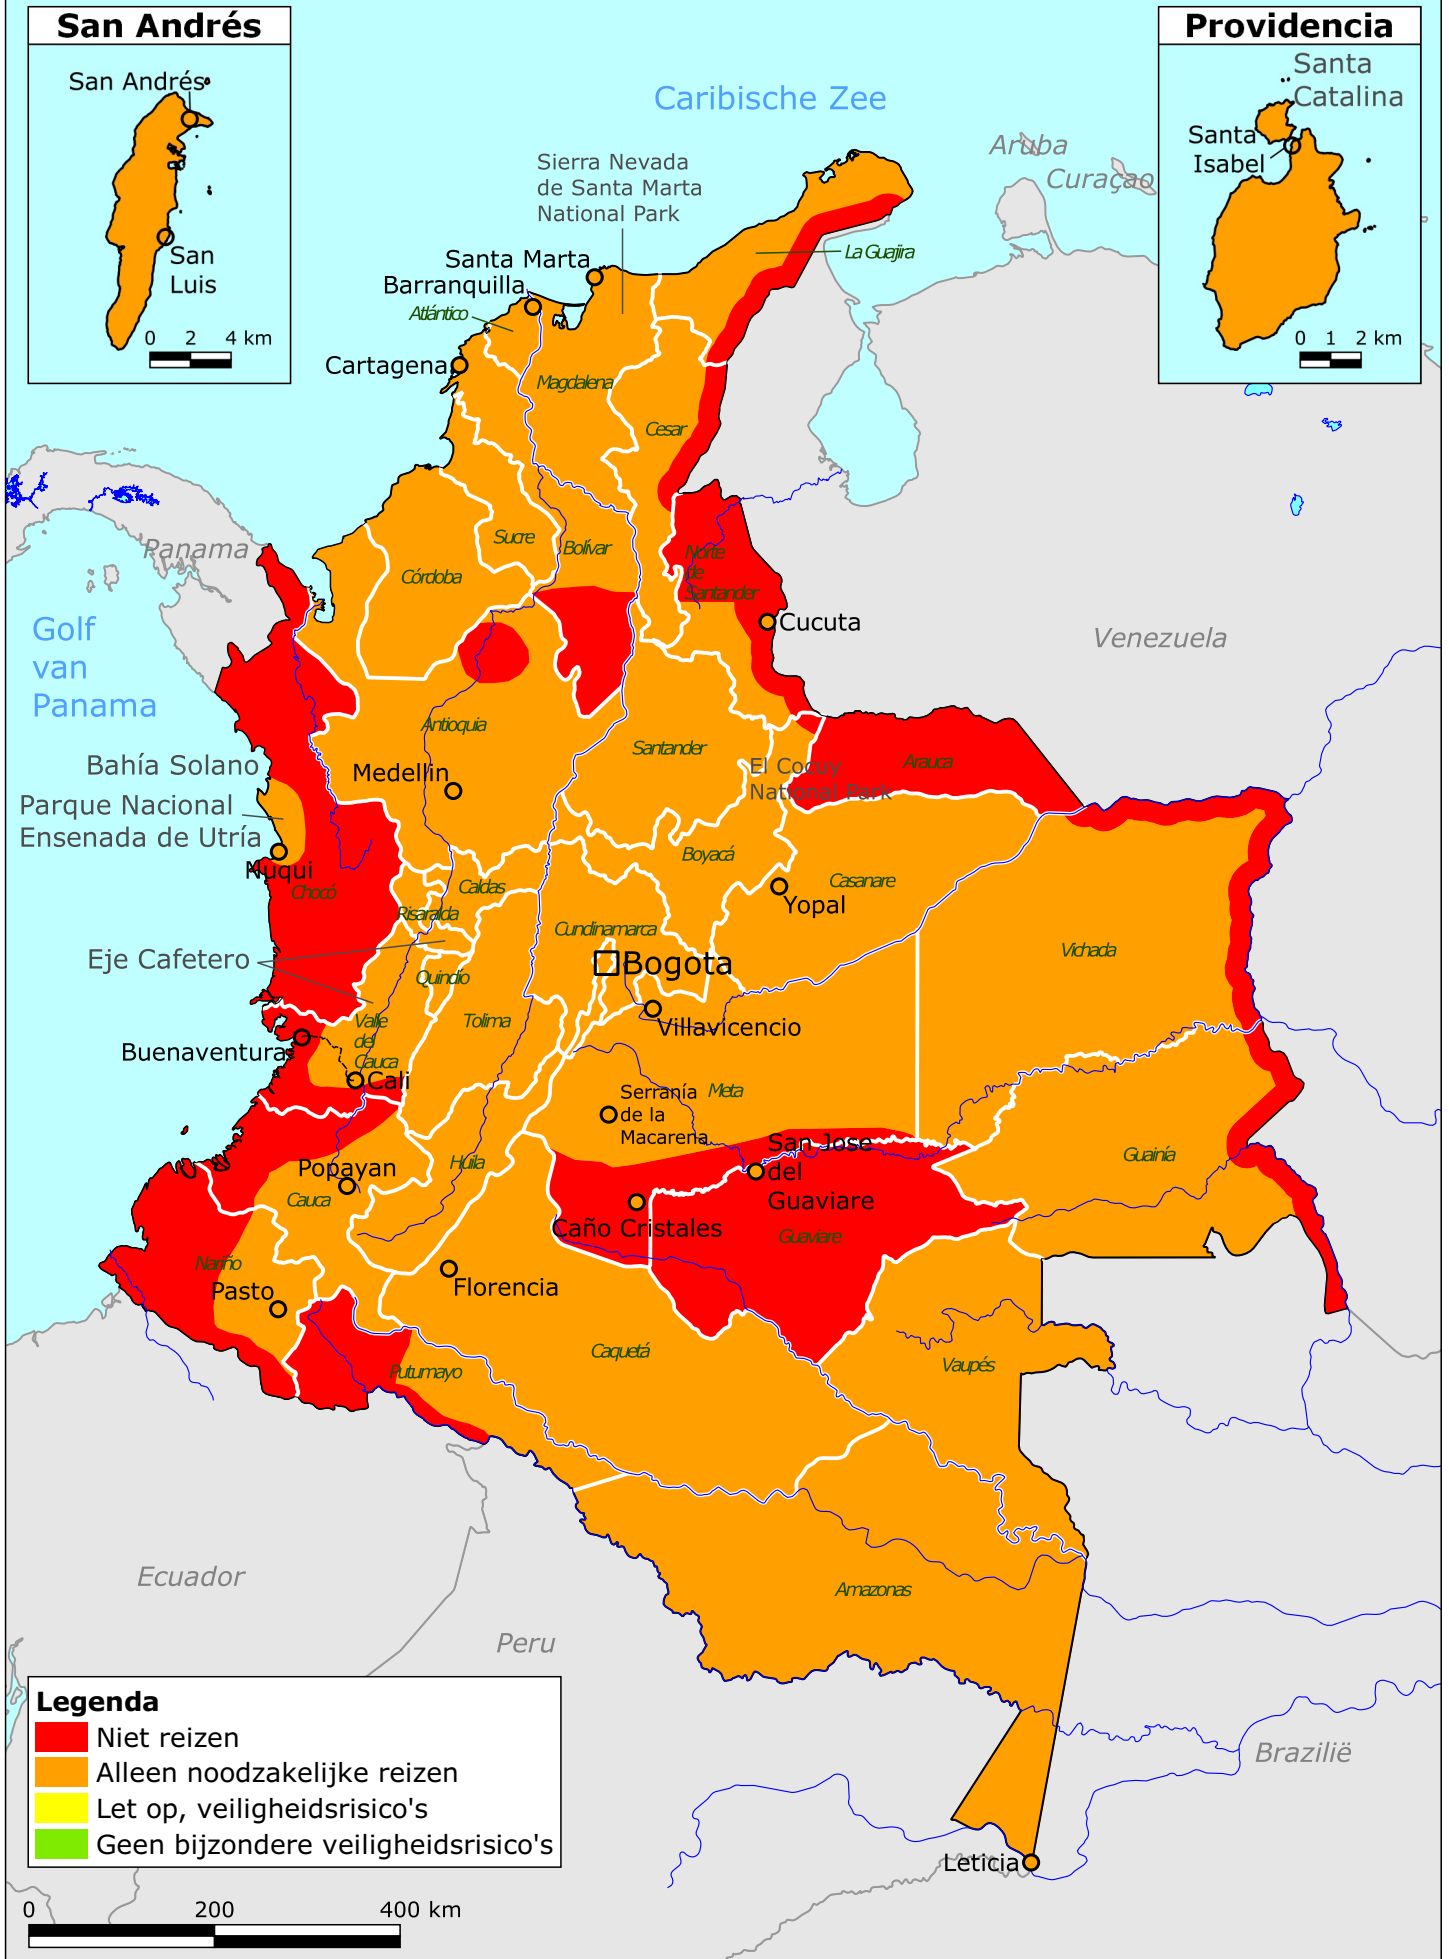 San Andrés
San Andrés
San
Luis
0 2 4 km
Providencia
Santa
Catalina
Santa
Isabel
0 1 2 km
Caribische Zee
Aruba
Curaçao
Sierra Nevada
de Santa Marta
National Park
La Guajira
Santa Marta
Barranquilla
Atlántico
Cartagena
Magdalena
Cesar
Panama
Sucre
Bolívar
Córdoba
Norte
de
Santander
Cucuta
Venezuela
Golf
van
Panama
Antioquia
Santander
Bahía Solano
Medellin
El Cocuy
National Park
Arauca
Parque Nacional
Ensenada de Utría
Nuqui
Chocó
Boyacá
Caldas
Casanare
Yopal
Risaralda
Cundinamarca
Vichada
Eje Cafetero
Bogota
Quindío
Valle
del
Cauca
Tolima
Villavicencio
Buenaventura
Cali
Serranía
de la
Macarena
Meta
San Jose
del
Guaviare
Guainía
Huila
Popayan
Cauca
Caño Cristales
Guaviare
Nariño
Pasto
Florencia
Caquetá
Vaupés
Putumayo
Ecuador
Amazonas
Peru
Brazilië
Leticia
Legenda
Niet reizen
Alleen noodzakelijke reizen
Let op, veiligheidsrisico's
Geen bijzondere veiligheidsrisico's
0 200 400 km